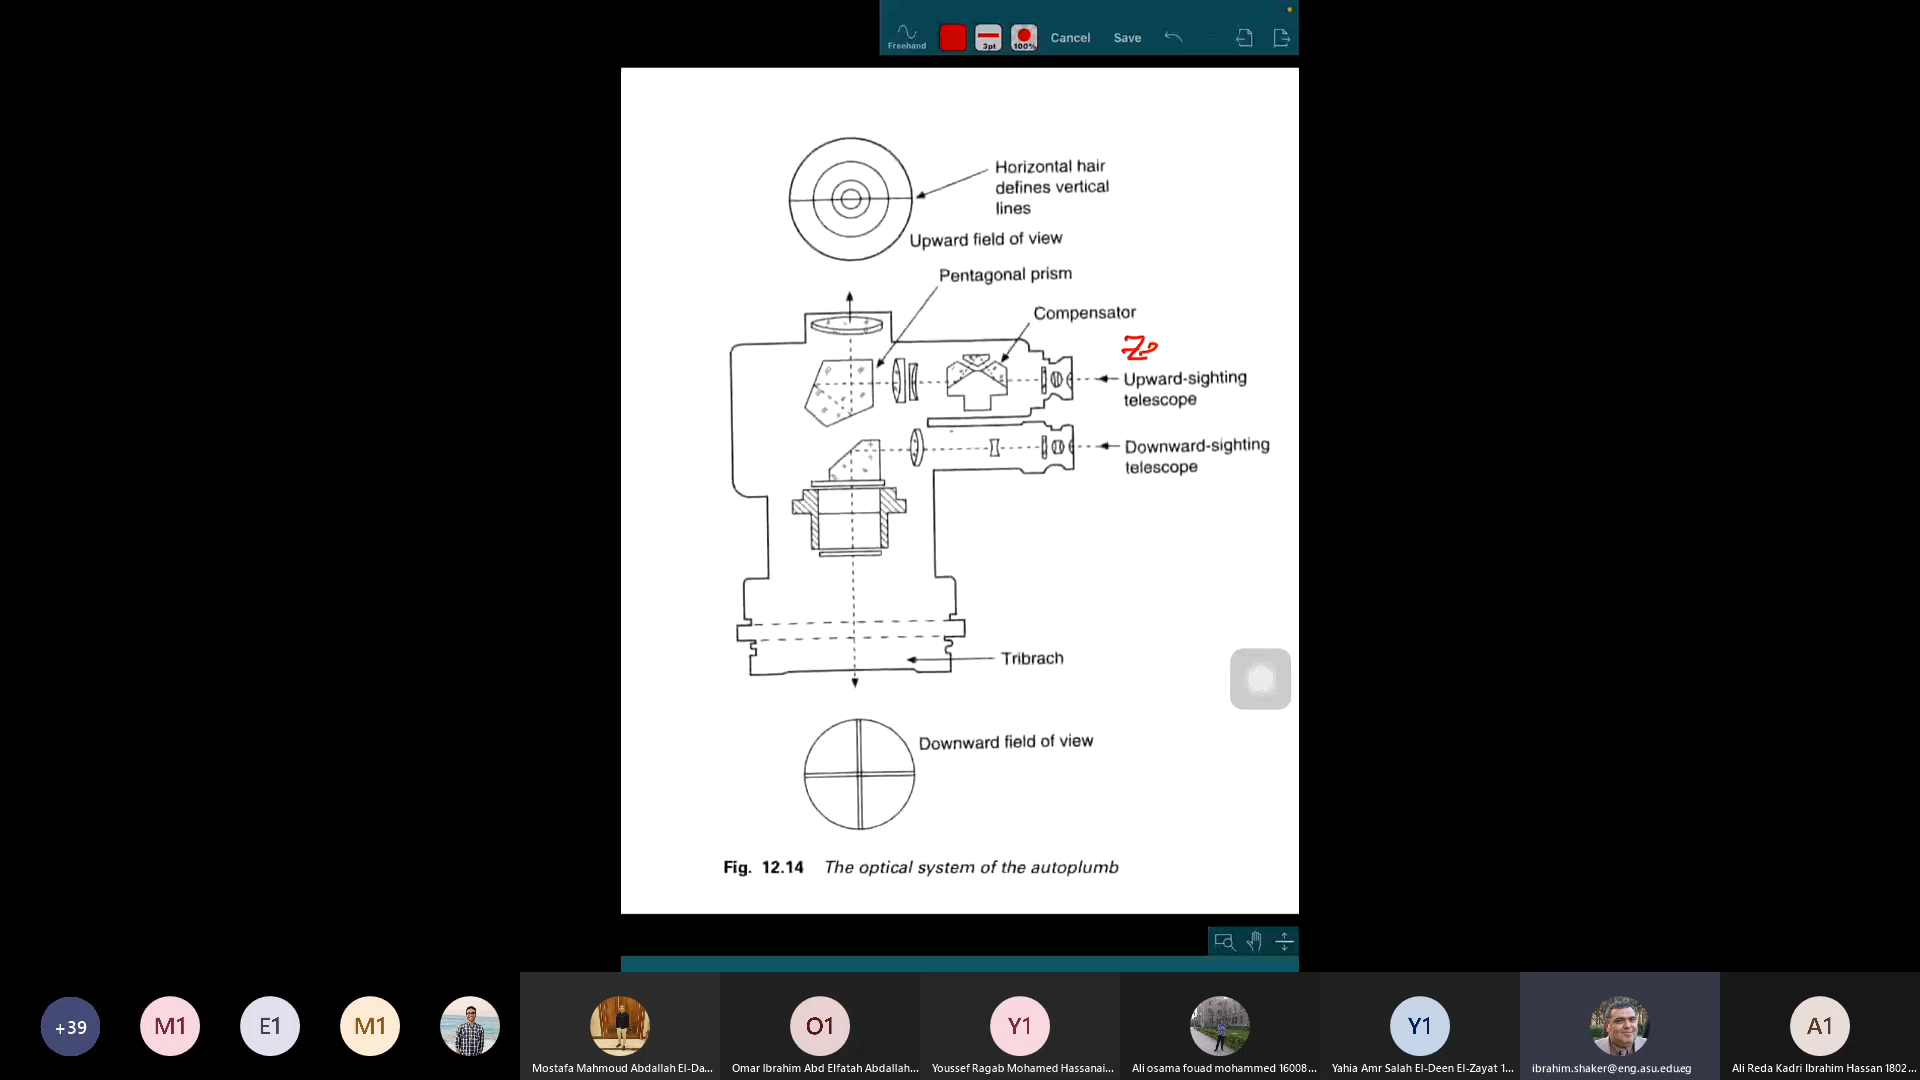 Freehand
3pt
100%
Cancel
Save
Horizontal hair
defines vertical
lines
Upward field of view
Pentagonal prism
Compensator
Upward-sighting
telescope
Downward-sighting
telescope
Tribrach
Downward field of view
Fig. 12.14 The optical system of the autoplumb
+39
M1
E1
M1
O1
Y1
Y1
A1
Mostafa Mahmoud Abdallah El-Da...
Omar Ibrahim Abd Elfatah Abdallah...
Youssef Ragab Mohamed Hassanai...
Ali osama fouad mohammed 16008...
Yahia Amr Salah El-Deen El-Zayat 1...
ibrahim.shaker@eng.asu.edu.eg
Ali Reda Kadri Ibrahim Hassan 1802...